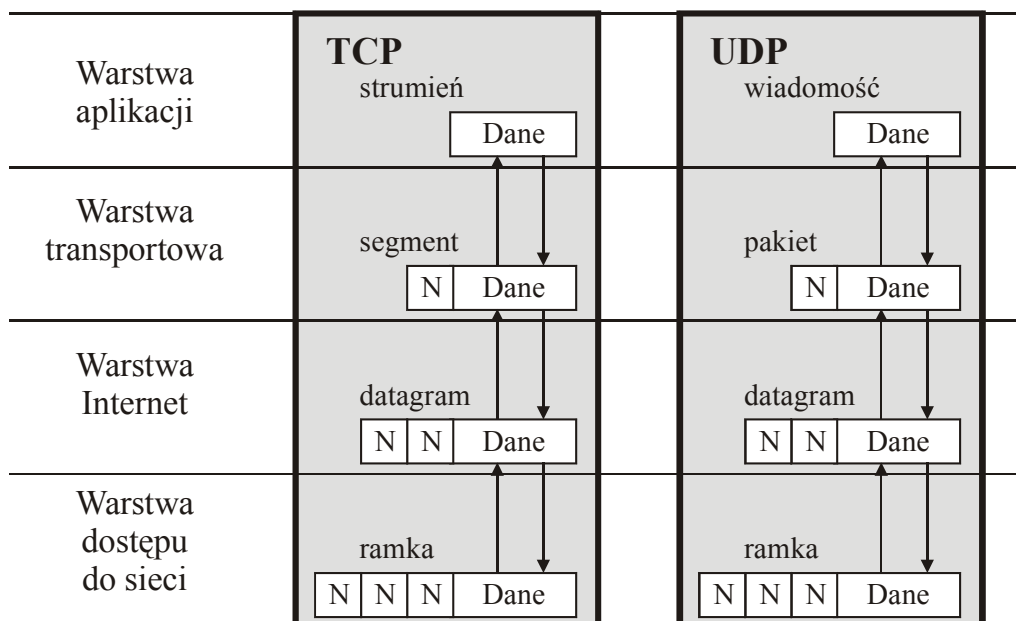 TCP
UDP
Warstwa
aplikacji
strumień
wiadomość
Dane
Dane
Warstwa
transportowa
segment
pakiet
N Dane
N Dane
Warstwa
Internet
datagram
datagram
N N Dane
N N Dane
Warstwa
dostępu
do sieci
ramka
ramka
N N N Dane
N N N Dane